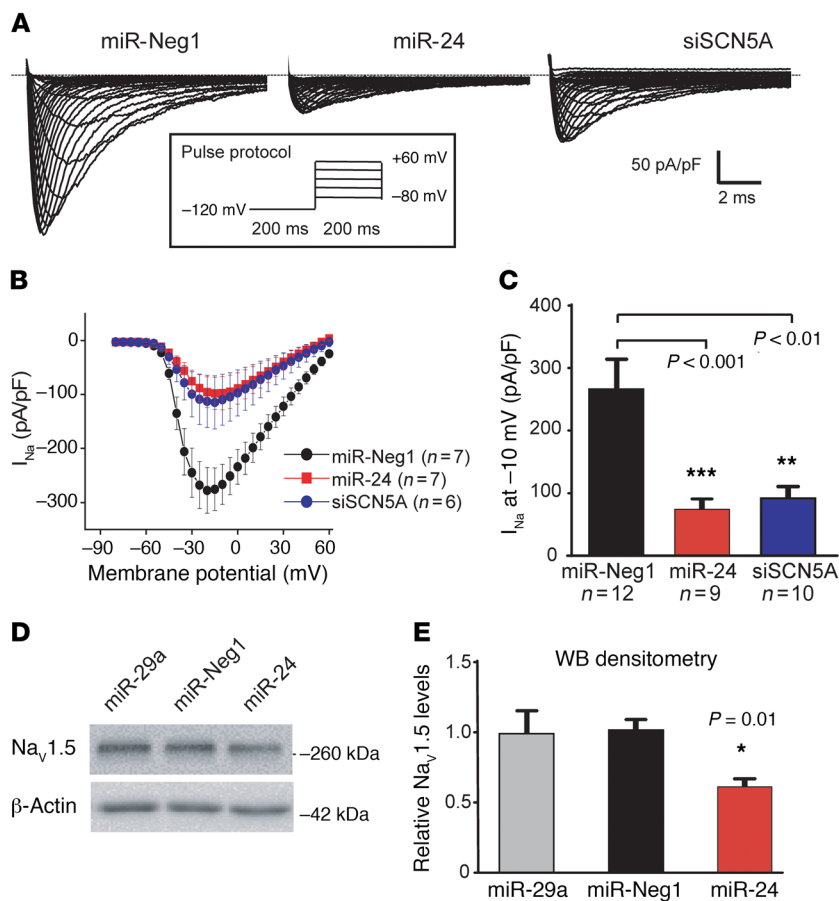 A
miR-Neg1 miR-24 siSCN5A
Pulse protocol
+60 mV
–80 mV
–120 mV
200 ms 200 ms
50 pA/pF
2 ms
B
I_Na (pA/pF)
0
–100
–200
–300
miR-Neg1 (n=7)
miR-24 (n=7)
siSCN5A (n=6)
–90 –60 –30 0 30 60
Membrane potential (mV)
C
I_Na at –10 mV (pA/pF)
400
300
200
100
0
P < 0.01
P < 0.001
*** **
miR-Neg1 miR-24 siSCN5A
n=12 n=9 n=10
D
miR-29a miR-Neg1 miR-24
Na_V1.5
–260 kDa
β-Actin
–42 kDa
E
WB densitometry
Relative Na_V1.5 levels
1.5
1.0
0.5
0
P = 0.01
*
miR-29a miR-Neg1 miR-24